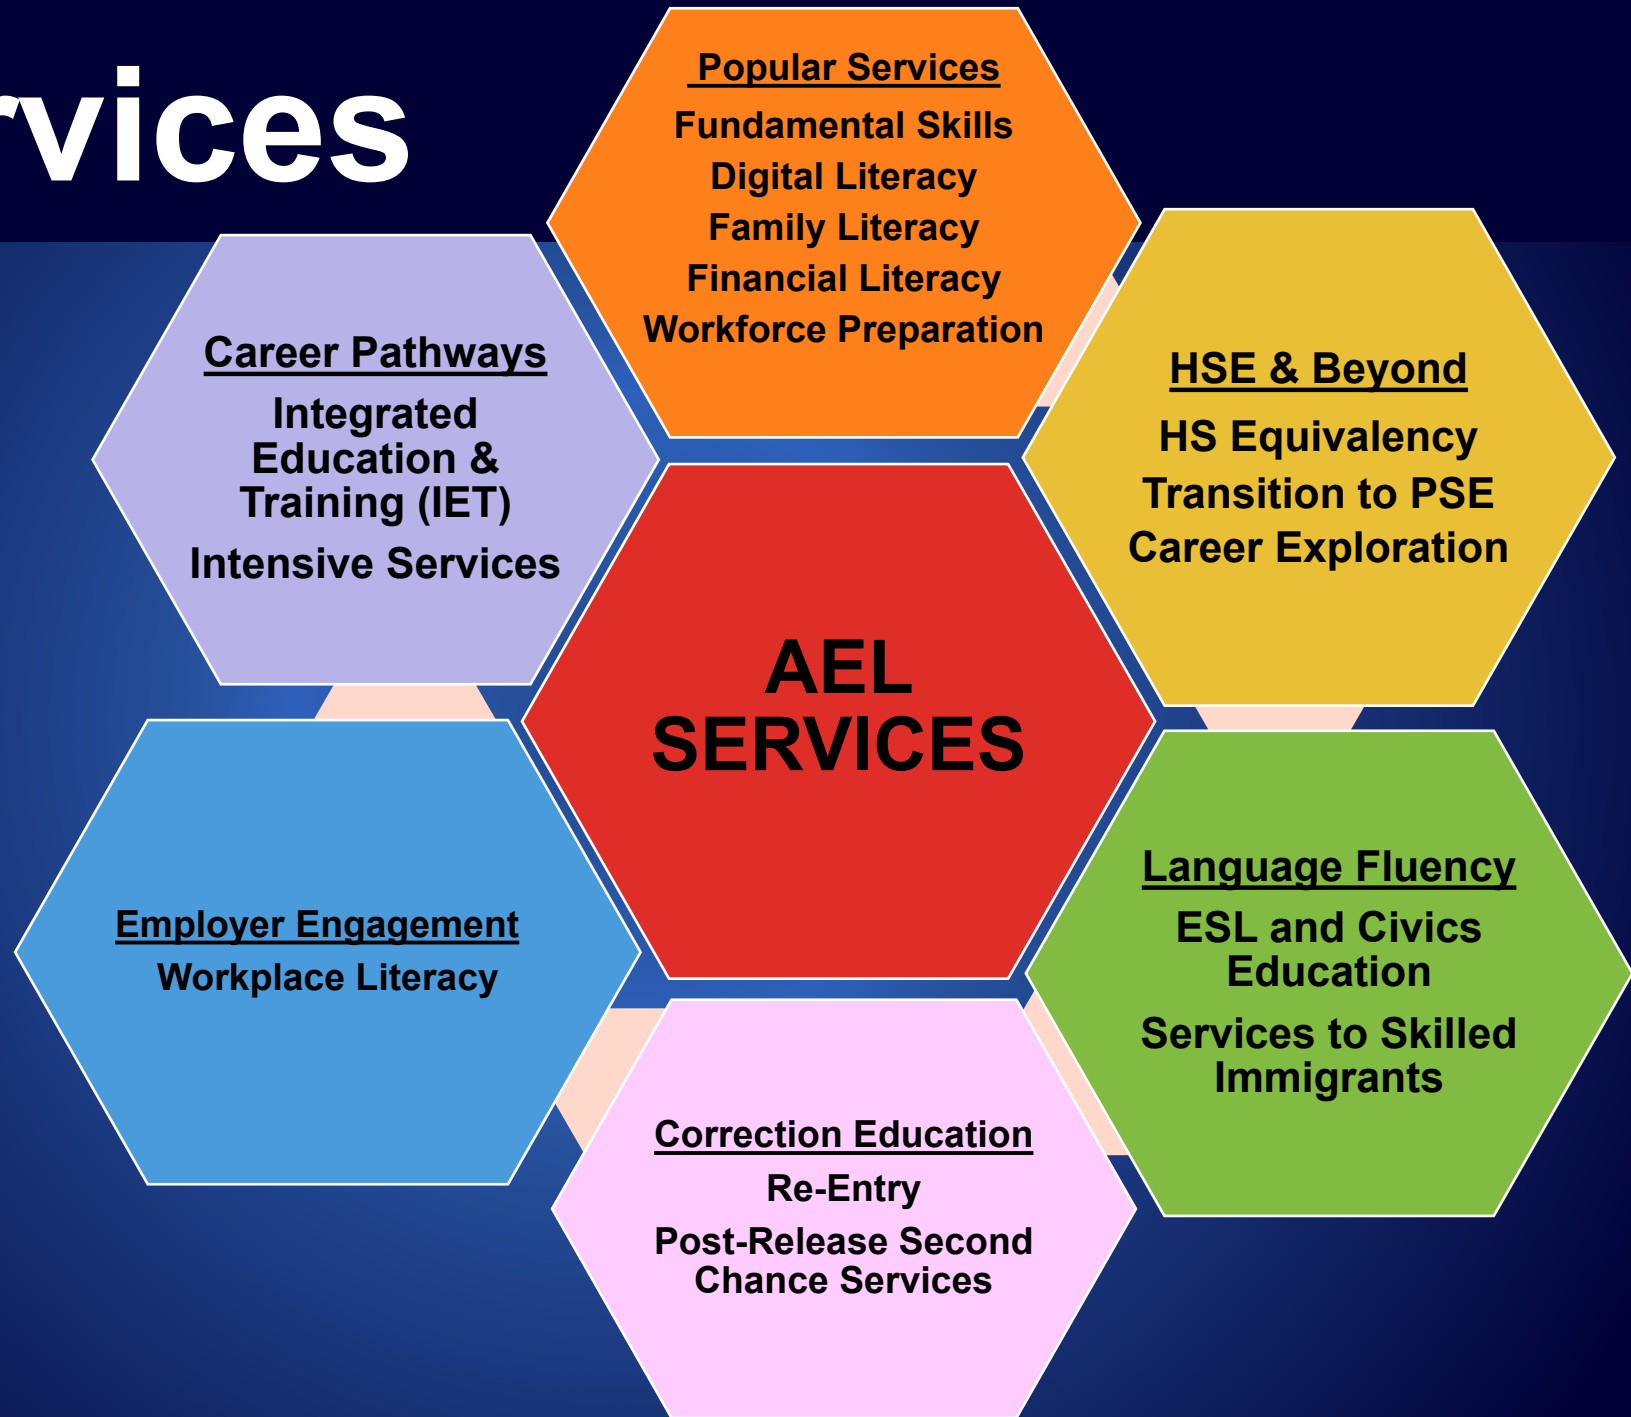 rvices
Popular Services
Fundamental Skills
Digital Literacy
Family Literacy
Financial Literacy
Workforce Preparation
Career Pathways
Integrated
Education &
Training (IET)
Intensive Services
HSE & Beyond
HS Equivalency
Transition to PSE
Career Exploration
AEL
SERVICES
Employer Engagement
Workplace Literacy
Language Fluency
ESL and Civics
Education
Services to Skilled
Immigrants
Correction Education
Re-Entry
Post-Release Second
Chance Services